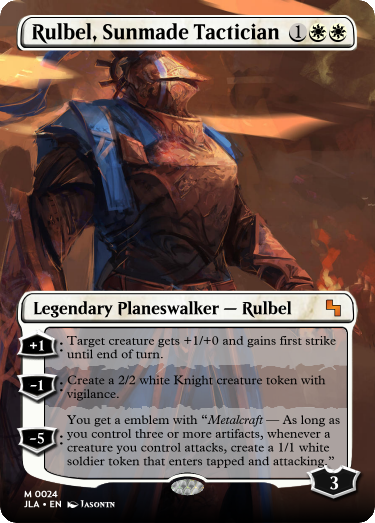 Rulbel, Sunmade Tactician 1
Legendary Planeswalker — Rulbel
+1: Target creature gets +1/+0 and gains first strike
until end of turn.
-1: Create a 2/2 white Knight creature token with
vigilance.
-5: You get a emblem with “Metalcraft — As long as
you control three or more artifacts, whenever a
creature you control attacks, create a 1/1 white
soldier token that enters tapped and attacking.”
3
M 0024
JLA • EN Jasontn